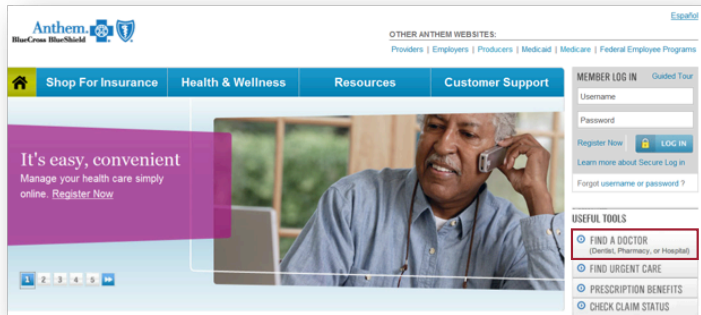 Español
Anthem.
BlueCross BlueShield
OTHER ANTHEM WEBSITES:
Providers | Employers | Producers | Medicaid | Medicare | Federal Employee Programs
Shop For Insurance
Health & Wellness
Resources
Customer Support
It's easy, convenient
Manage your health care simply
online. Register Now
1 2 3 4 5
MEMBER LOG IN Guided Tour
Username
Password
Register Now LOG IN
Learn more about Secure Log in
Forgot username or password ?
USEFUL TOOLS
FIND A DOCTOR
(Dentist, Pharmacy, or Hospital)
FIND URGENT CARE
PRESCRIPTION BENEFITS
CHECK CLAIM STATUS